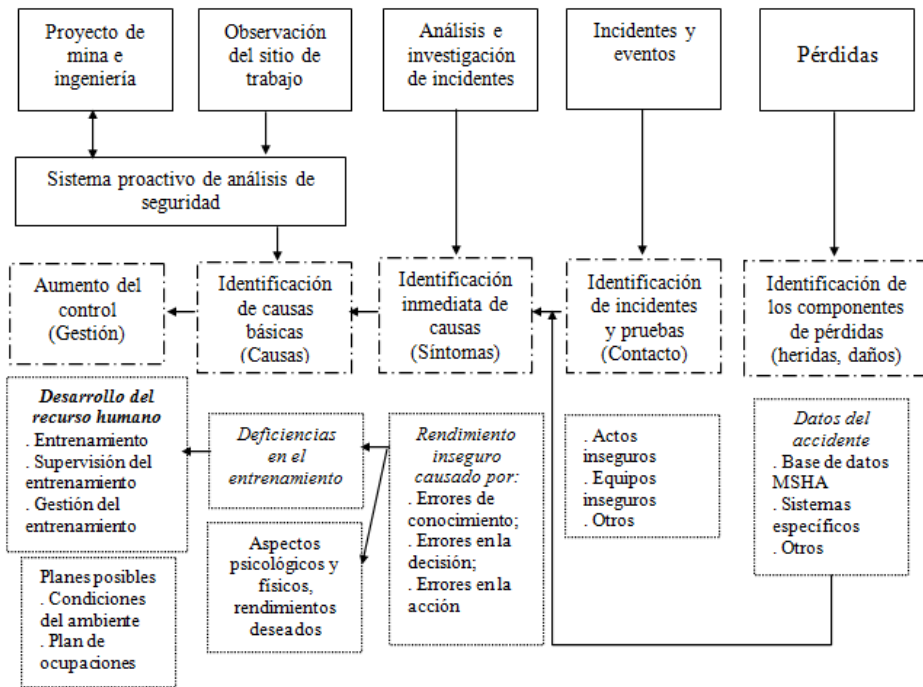 Proyecto de
mina e
ingeniería
Observación
del sitio de
trabajo
Análisis e
investigación
de incidentes
Incidentes y
eventos
Pérdidas
Sistema proactivo de análisis de
seguridad
Aumento del
control
(Gestión)
Identificación
de causas
básicas
(Causas)
Identificación
inmediata de
causas
(Síntomas)
Identificación
de incidentes
y pruebas
(Contacto)
Identificación de
los componentes
de pérdidas
(heridas, daños)
Desarrollo del
recurso humano
. Entrenamiento
. Supervisión del
entrenamiento
. Gestión del
entrenamiento
Deficiencias
en el
entrenamiento
Rendimiento
inseguro
causado por:
. Errores de
conocimiento;
. Errores en la
decisión;
. Errores en la
acción
. Actos
inseguros
. Equipos
inseguros
. Otros
Datos del
accidente
. Base de datos
MSHA
. Sistemas
específicos
. Otros
Aspectos
psicológicos y
físicos,
rendimientos
deseados
Planes posibles
. Condiciones
del ambiente
. Plan de
ocupaciones